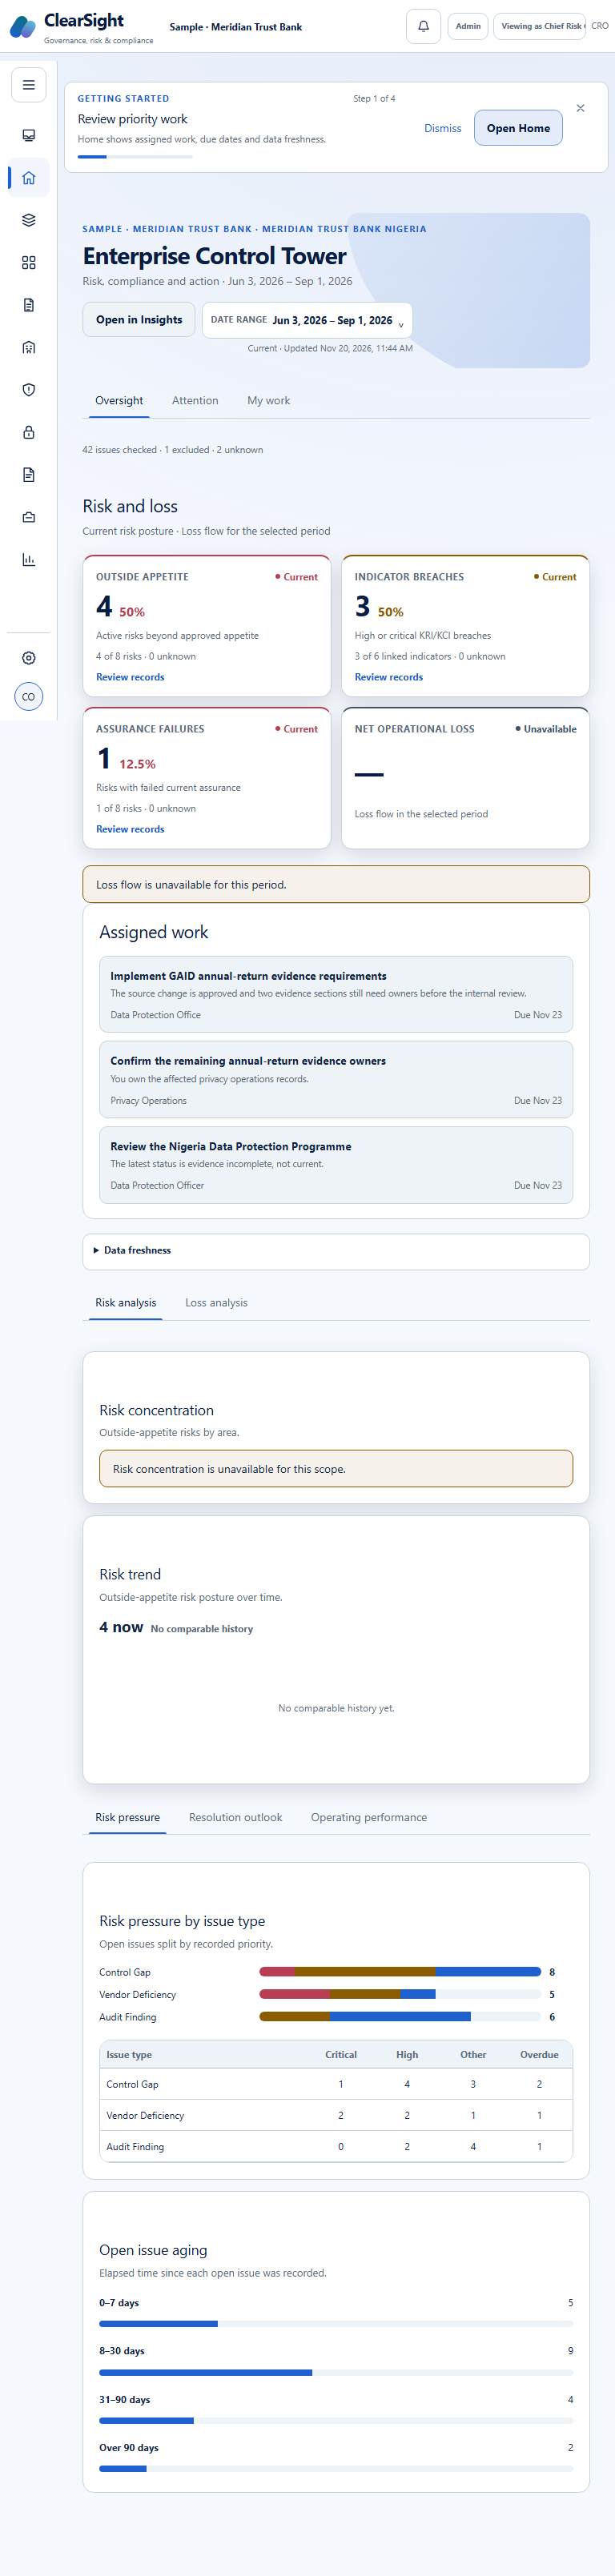 ClearSight
Governance, risk & compliance
Sample · Meridian Trust Bank
Admin
Viewing as Chief Risk
CRO
GETTING STARTED
Step 1 of 4
Review priority work
Home shows assigned work, due dates and data freshness.
Dismiss
Open Home
SAMPLE · MERIDIAN TRUST BANK · MERIDIAN TRUST BANK NIGERIA
Enterprise Control Tower
Risk, compliance and action · Jun 3, 2026 – Sep 1, 2026
Open in Insights
DATE RANGE Jun 3, 2026 – Sep 1, 2026
Current · Updated Nov 20, 2026, 11:44 AM
Oversight
Attention
My work
42 issues checked · 1 excluded · 2 unknown
Risk and loss
Current risk posture · Loss flow for the selected period
OUTSIDE APPETITE
Current
4 50%
Active risks beyond approved appetite
4 of 8 risks · 0 unknown
Review records
INDICATOR BREACHES
Current
3 50%
High or critical KRI/KCI breaches
3 of 6 linked indicators · 0 unknown
Review records
ASSURANCE FAILURES
Current
1 12.5%
Risks with failed current assurance
1 of 8 risks · 0 unknown
Review records
NET OPERATIONAL LOSS
Unavailable
—
Loss flow in the selected period
Loss flow is unavailable for this period.
Assigned work
Implement GAID annual-return evidence requirements
The source change is approved and two evidence sections still need owners before the internal review.
Data Protection Office
Due Nov 23
Confirm the remaining annual-return evidence owners
You own the affected privacy operations records.
Privacy Operations
Due Nov 23
Review the Nigeria Data Protection Programme
The latest status is evidence incomplete, not current.
Data Protection Officer
Due Nov 23
Data freshness
Risk analysis
Loss analysis
Risk concentration
Outside-appetite risks by area.
Risk concentration is unavailable for this scope.
Risk trend
Outside-appetite risk posture over time.
4 now No comparable history
No comparable history yet.
Risk pressure
Resolution outlook
Operating performance
Risk pressure by issue type
Open issues split by recorded priority.
Control Gap 8
Vendor Deficiency 5
Audit Finding 6
Issue type Critical High Other Overdue
Control Gap 1 4 3 2
Vendor Deficiency 2 2 1 1
Audit Finding 0 2 4 1
Open issue aging
Elapsed time since each open issue was recorded.
0–7 days 5
8–30 days 9
31–90 days 4
Over 90 days 2
CO